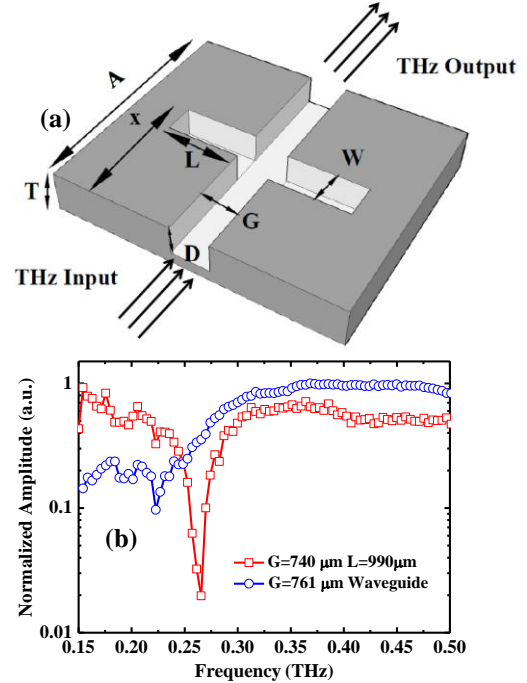 THz Output
A
(a)
x
L
W
T
G
D
THz Input
Normalized Amplitude (a.u.)
1
0.1
0.01
(b)
G=740 μm L=990μm
G=761 μm Waveguide
0.15 0.20 0.25 0.30 0.35 0.40 0.45 0.50
Frequency (THz)